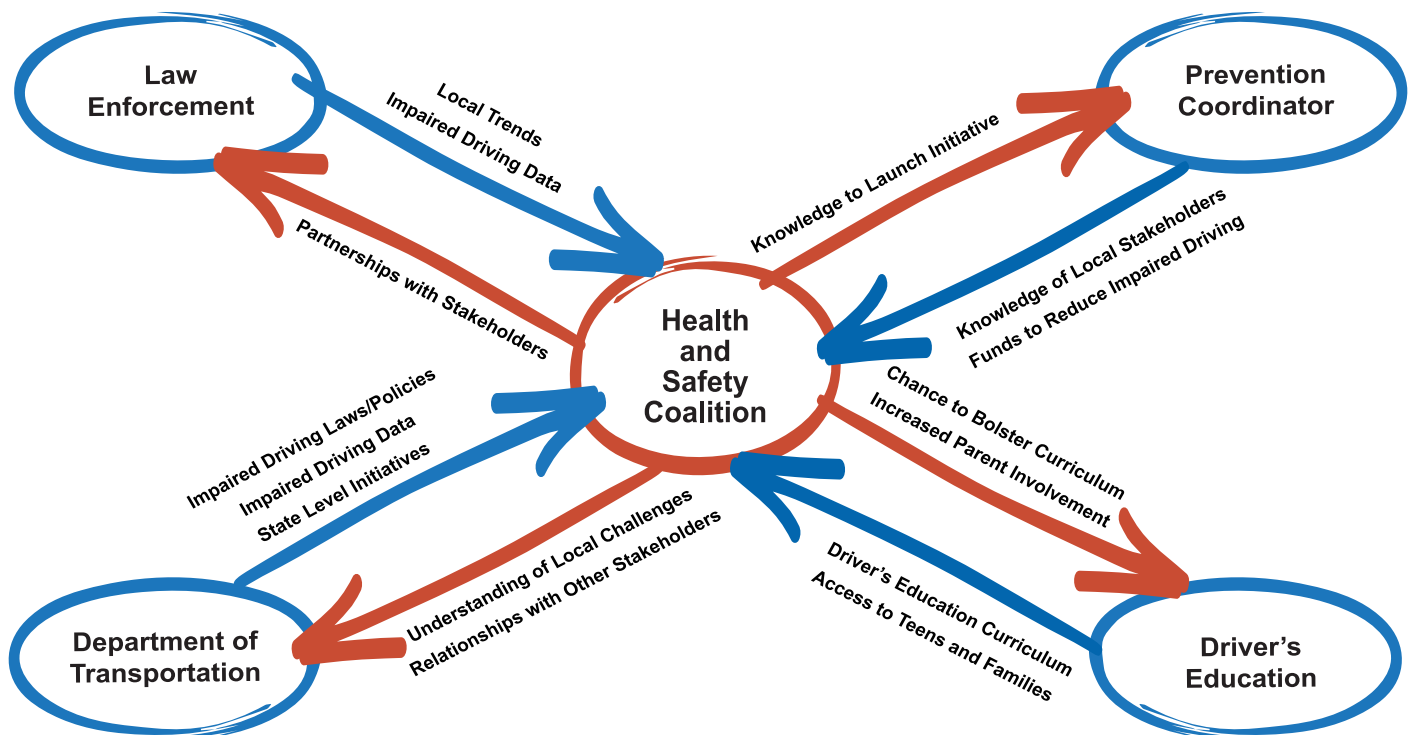 Law
Enforcement
Local Trends
Impaired Driving Data
Partnerships with Stakeholders
Prevention
Coordinator
Knowledge to Launch Initiative
Knowledge of Local Stakeholders
Funds to Reduce Impaired Driving
Health
and
Safety
Coalition
Impaired Driving Laws/Policies
Impaired Driving Data
State Level Initiatives
Understanding of Local Challenges
Relationships with Other Stakeholders
Department of
Transportation
Chance to Bolster Curriculum
Increased Parent Involvement
Driver’s Education Curriculum
Access to Teens and Families
Driver’s
Education